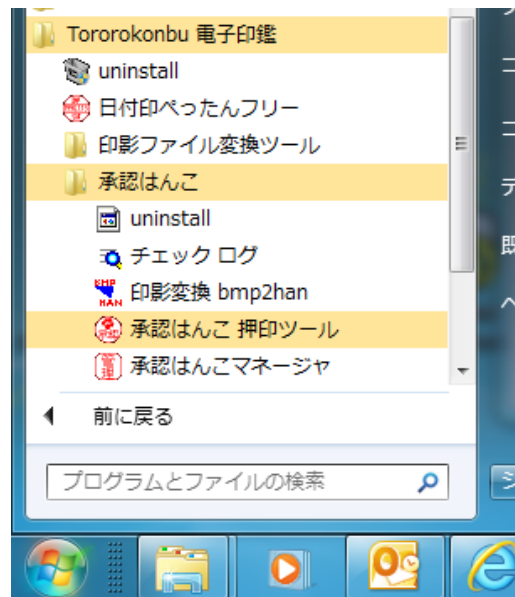 Tororokonbu 電子印鑑
uninstall
日付印ぺったんフリー
印影ファイル変換ツール
承認はんこ
uninstall
チェック ログ
印影変換 bmp2han
承認はんこ 押印ツール
承認はんこマネージャ
前に戻る
プログラムとファイルの検索